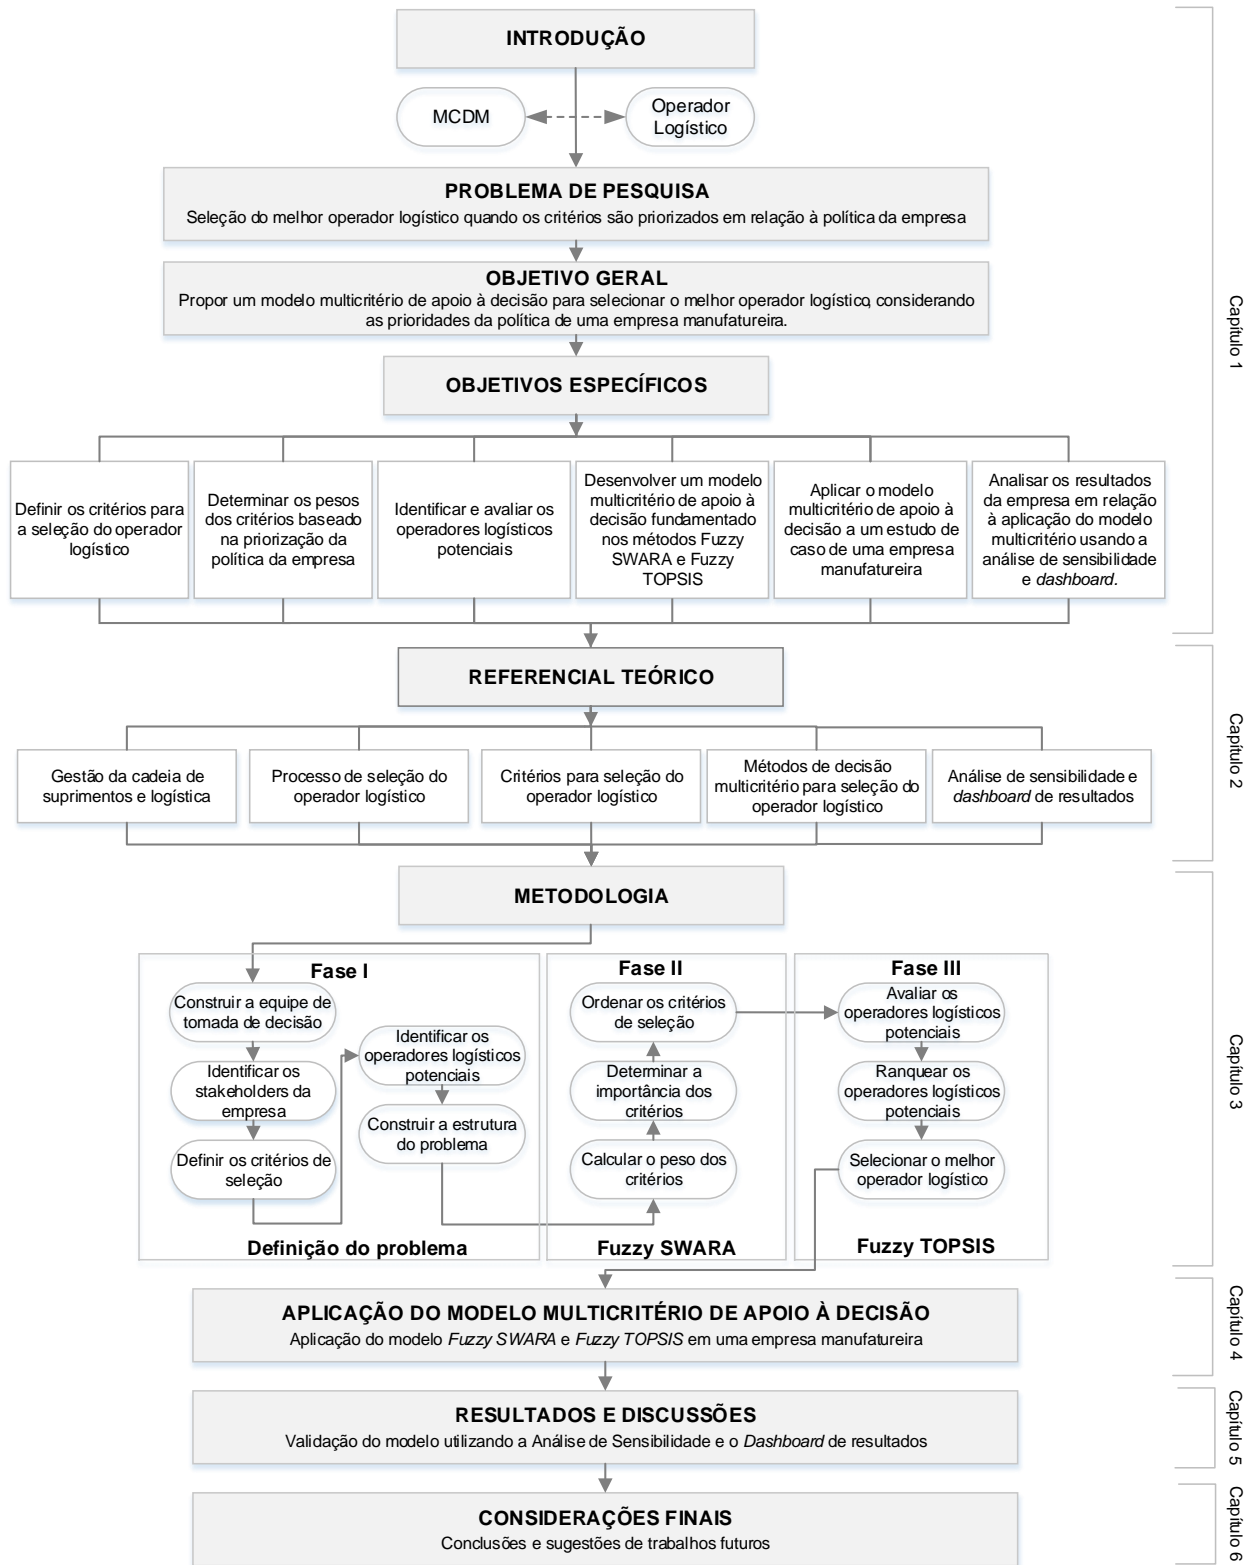 INTRODUÇÃO
MCDM
Operador
Logístico
PROBLEMA DE PESQUISA
Seleção do melhor operador logístico quando os critérios são priorizados em relação à política da empresa
OBJETIVO GERAL
Propor um modelo multicritério de apoio à decisão para selecionar o melhor operador logístico, considerando
as prioridades da política de uma empresa manufatureira.
OBJETIVOS ESPECÍFICOS
Definir os critérios para
a seleção do operador
logístico
Determinar os pesos
dos critérios baseado
na priorização da
política da empresa
Identificar e avaliar os
operadores logísticos
potenciais
Desenvolver um modelo
multicritério de apoio à
decisão fundamentado
nos métodos Fuzzy
SWARA e Fuzzy
TOPSIS
Aplicar o modelo
multicritério de apoio à
decisão a um estudo de
caso de uma empresa
manufatureira
Analisar os resultados
da empresa em relação
à aplicação do modelo
multicritério usando a
análise de sensibilidade
e dashboard.
Capítulo 1
REFERENCIAL TEÓRICO
Gestão da cadeia de
suprimentos e logística
Processo de seleção do
operador logístico
Critérios para seleção do
operador logístico
Métodos de decisão
multicritério para seleção do
operador logístico
Análise de sensibilidade e
dashboard de resultados
Capítulo 2
METODOLOGIA
Fase I
Construir a equipe de
tomada de decisão
Identificar os
stakeholders da
empresa
Definir os critérios de
seleção
Identificar os
operadores logísticos
potenciais
Construir a estrutura
do problema
Definição do problema
Fase II
Ordenar os critérios
de seleção
Determinar a
importância dos
critérios
Calcular o peso dos
critérios
Fuzzy SWARA
Fase III
Avaliar os
operadores logísticos
potenciais
Ranquear os
operadores logísticos
potenciais
Selecionar o melhor
operador logístico
Fuzzy TOPSIS
Capítulo 3
APLICAÇÃO DO MODELO MULTICRITÉRIO DE APOIO À DECISÃO
Aplicação do modelo Fuzzy SWARA e Fuzzy TOPSIS em uma empresa manufatureira
Capítulo 4
RESULTADOS E DISCUSSÕES
Validação do modelo utilizando a Análise de Sensibilidade e o Dashboard de resultados
Capítulo 5
CONSIDERAÇÕES FINAIS
Conclusões e sugestões de trabalhos futuros
Capítulo 6